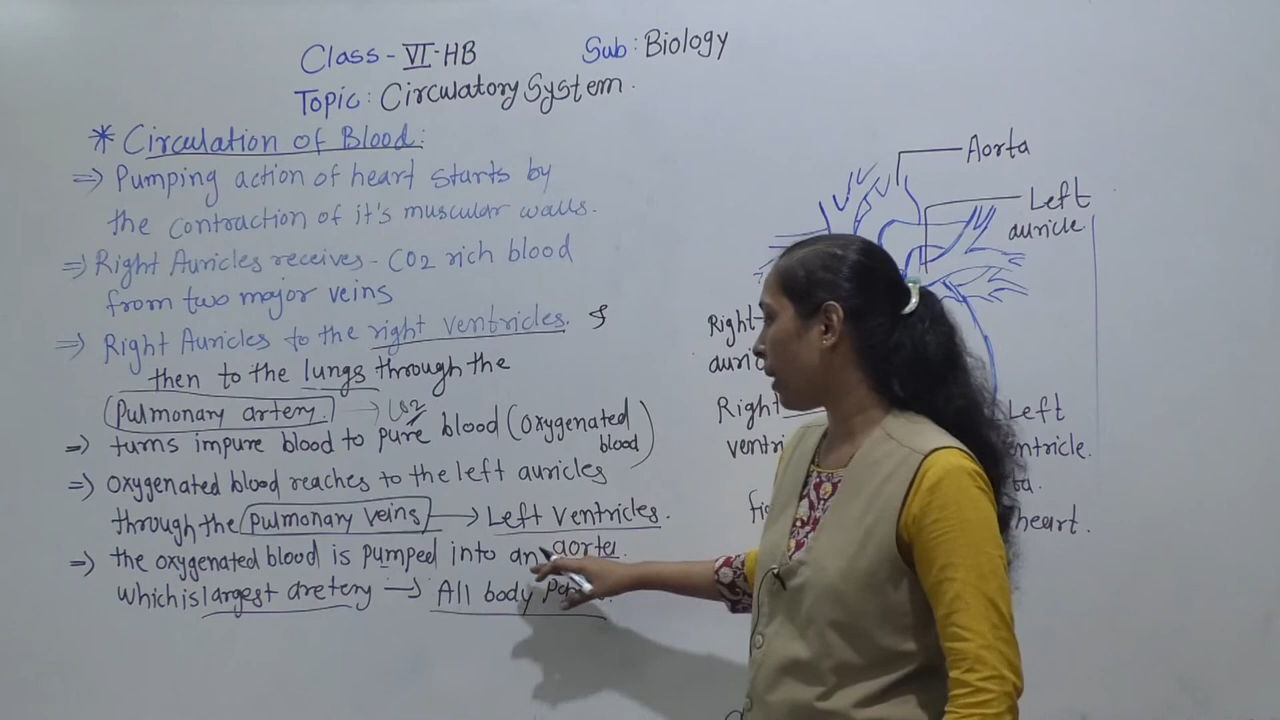 Class - VI - HB Sub : Biology
Topic : Circulatory System.
* Circulation of Blood :
⇒ Pumping action of heart starts by
the contraction of it's muscular walls.
⇒ Right Auricles receives - CO2 rich blood
from two major veins
⇒ Right Auricles to the right ventricles. &
then to the lungs through the
Pulmonary artery. → CO2
⇒ turns impure blood to pure blood (Oxygenated
blood)
⇒ Oxygenated blood reaches to the left auricles
through the pulmonary veins → Left Ventricles.
⇒ the oxygenated blood is pumped into an aorta.
which is largest aretery → All body
Aorta
Left
auricle.
Right
Right
Left
heart.